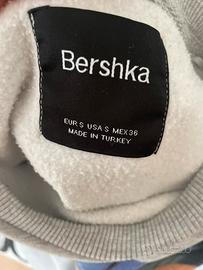 Bershka
EUR S USA S MEX 36
MADE IN TURKEY